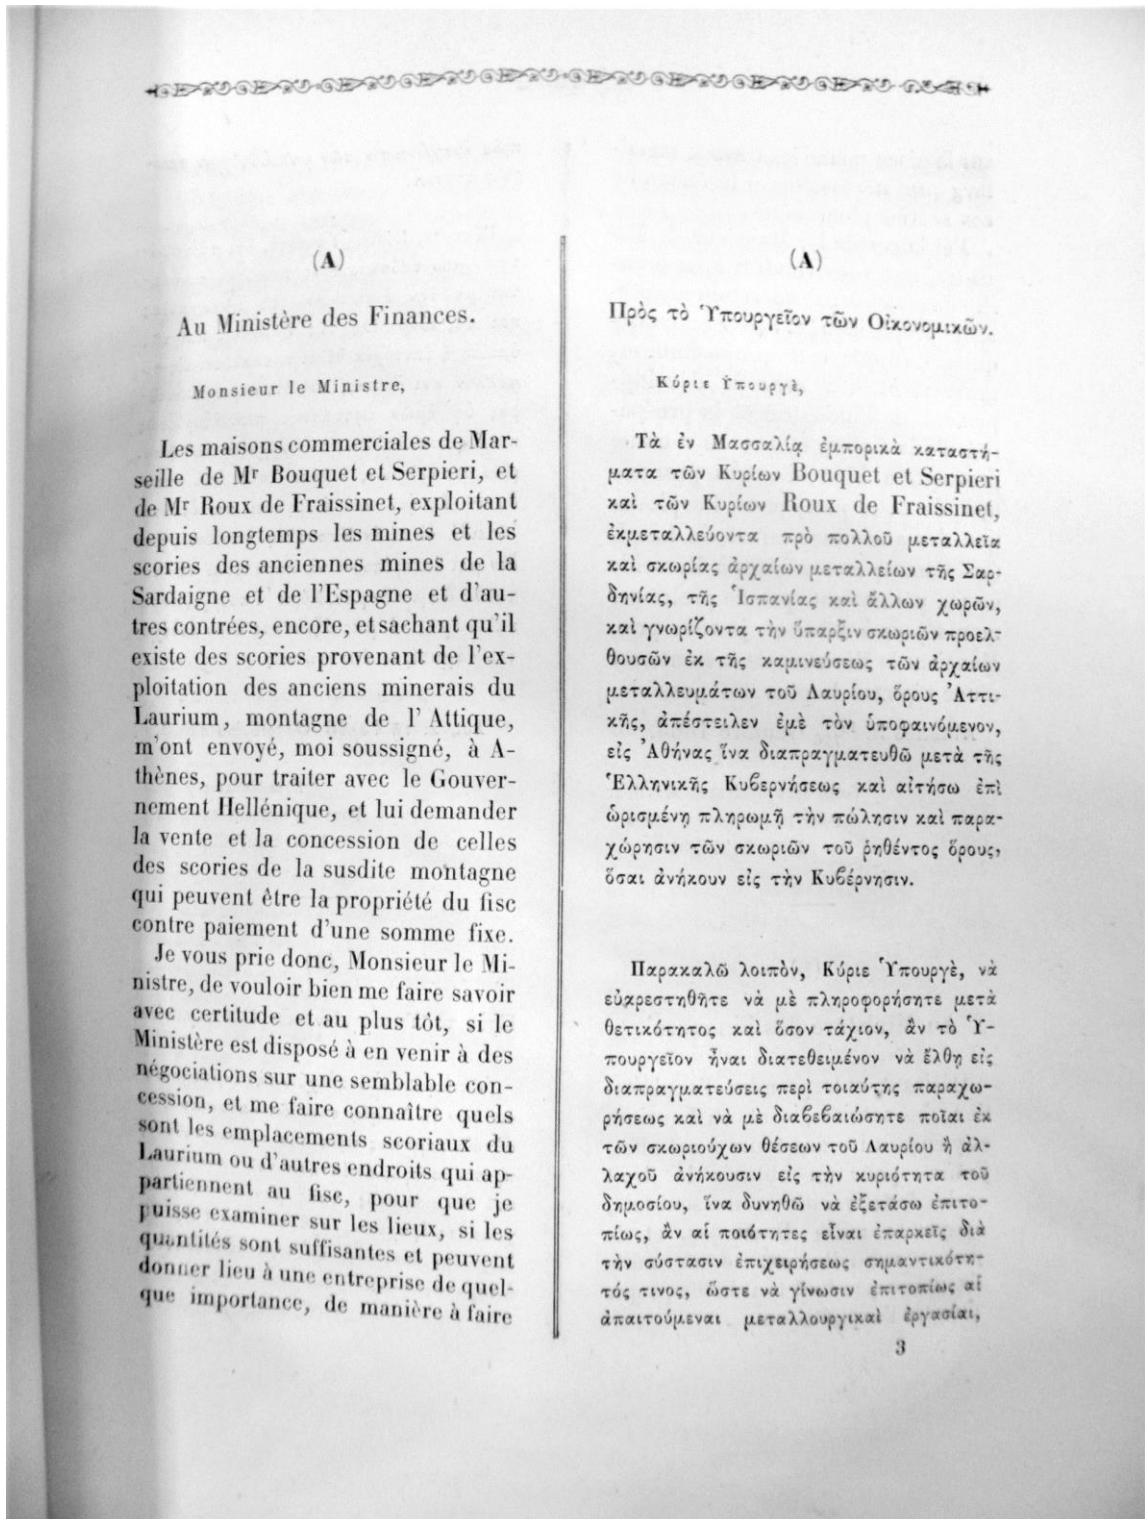 (A)
Au Ministère des Finances.
Monsieur le Ministre,
Les maisons commerciales de Mar-
seille de Mr Bouquet et Serpieri, et
de Mr Roux de Fraissinet, exploitant
depuis longtemps les mines et les
scories des anciennes mines de la
Sardaigne et de l'Espagne et d'au-
tres contrées, encore, et sachant qu'il
existe des scories provenant de l'ex-
ploitation des anciens minerais du
Laurium, montagne de l' Attique,
m'ont envoyé, moi soussigné, à A-
thènes, pour traiter avec le Gouver-
nement Hellénique, et lui demander
la vente et la concession de celles
des scories de la susdite montagne
qui peuvent être la propriété du fisc
contre paiement d'une somme fixe.
Je vous prie donc, Monsieur le Mi-
nistre, de vouloir bien me faire savoir
avec certitude et au plus tôt, si le
Ministère est disposé à en venir à des
négociations sur une semblable con-
cession, et me faire connaître quels
sont les emplacements scoriaux du
Laurium ou d'autres endroits qui ap-
partiennent au fisc, pour que je
puisse examiner sur les lieux, si les
quantités sont suffisantes et peuvent
donner lieu à une entreprise de quel-
que importance, de manière à faire
(A)
Πρὸς τὸ Ὑπουργεῖον τῶν Οἰκονομικῶν.
Κύριε Ὑπουργὲ,
Τὰ ἐν Μασσαλίᾳ ἐμπορικὰ καταστή-
ματα τῶν Κυρίων Bouquet et Serpieri
καὶ τῶν Κυρίων Roux de Fraissinet,
ἐκμεταλλεύοντα πρὸ πολλοῦ μεταλλεῖα
καὶ σκωρίας ἀρχαίων μεταλλείων τῆς Σαρ-
δηνίας, τῆς Ἱσπανίας καὶ ἄλλων χωρῶν,
καὶ γνωρίζοντα τὴν ὕπαρξιν σκωριῶν προελ-
θουσῶν ἐκ τῆς καμινεύσεως τῶν ἀρχαίων
μεταλλευμάτων τοῦ Λαυρίου, ὄρους Ἀττι-
κῆς, ἀπέστειλεν ἐμὲ τὸν ὑποφαινόμενον,
εἰς Ἀθήνας ἵνα διαπραγματευθῶ μετὰ τῆς
Ἑλληνικῆς Κυβερνήσεως καὶ αἰτήσω ἐπὶ
ὡρισμένῃ πληρωμῇ τὴν πώλησιν καὶ παρα-
χώρησιν τῶν σκωριῶν τοῦ ῥηθέντος ὄρους,
ὅσαι ἀνήκουν εἰς τὴν Κυβέρνησιν.
Παρακαλῶ λοιπὸν, Κύριε Ὑπουργὲ, νὰ
εὐαρεστηθῆτε νὰ μὲ πληροφορήσητε μετὰ
θετικότητος καὶ ὅσον τάχιον, ἂν τὸ Ὑ-
πουργεῖον ἦναι διατεθειμένον νὰ ἔλθῃ εἰς
διαπραγματεύσεις περὶ τοιαύτης παραχω-
ρήσεως καὶ νὰ μὲ διαβεβαιώσητε ποῖαι ἐκ
τῶν σκωριούχων θέσεων τοῦ Λαυρίου ἢ ἀλ-
λαχοῦ ἀνήκουσιν εἰς τὴν κυριότητα τοῦ
δημοσίου, ἵνα δυνηθῶ νὰ ἐξετάσω ἐπιτο-
πίως, ἂν αἱ ποιότητες εἶναι ἐπαρκεῖς διὰ
τὴν σύστασιν ἐπιχειρήσεως σημαντικότη-
τός τινος, ὥστε νὰ γίνωσιν ἐπιτοπίως αἱ
ἀπαιτούμεναι μεταλλουργικαὶ ἐργασίαι,
3